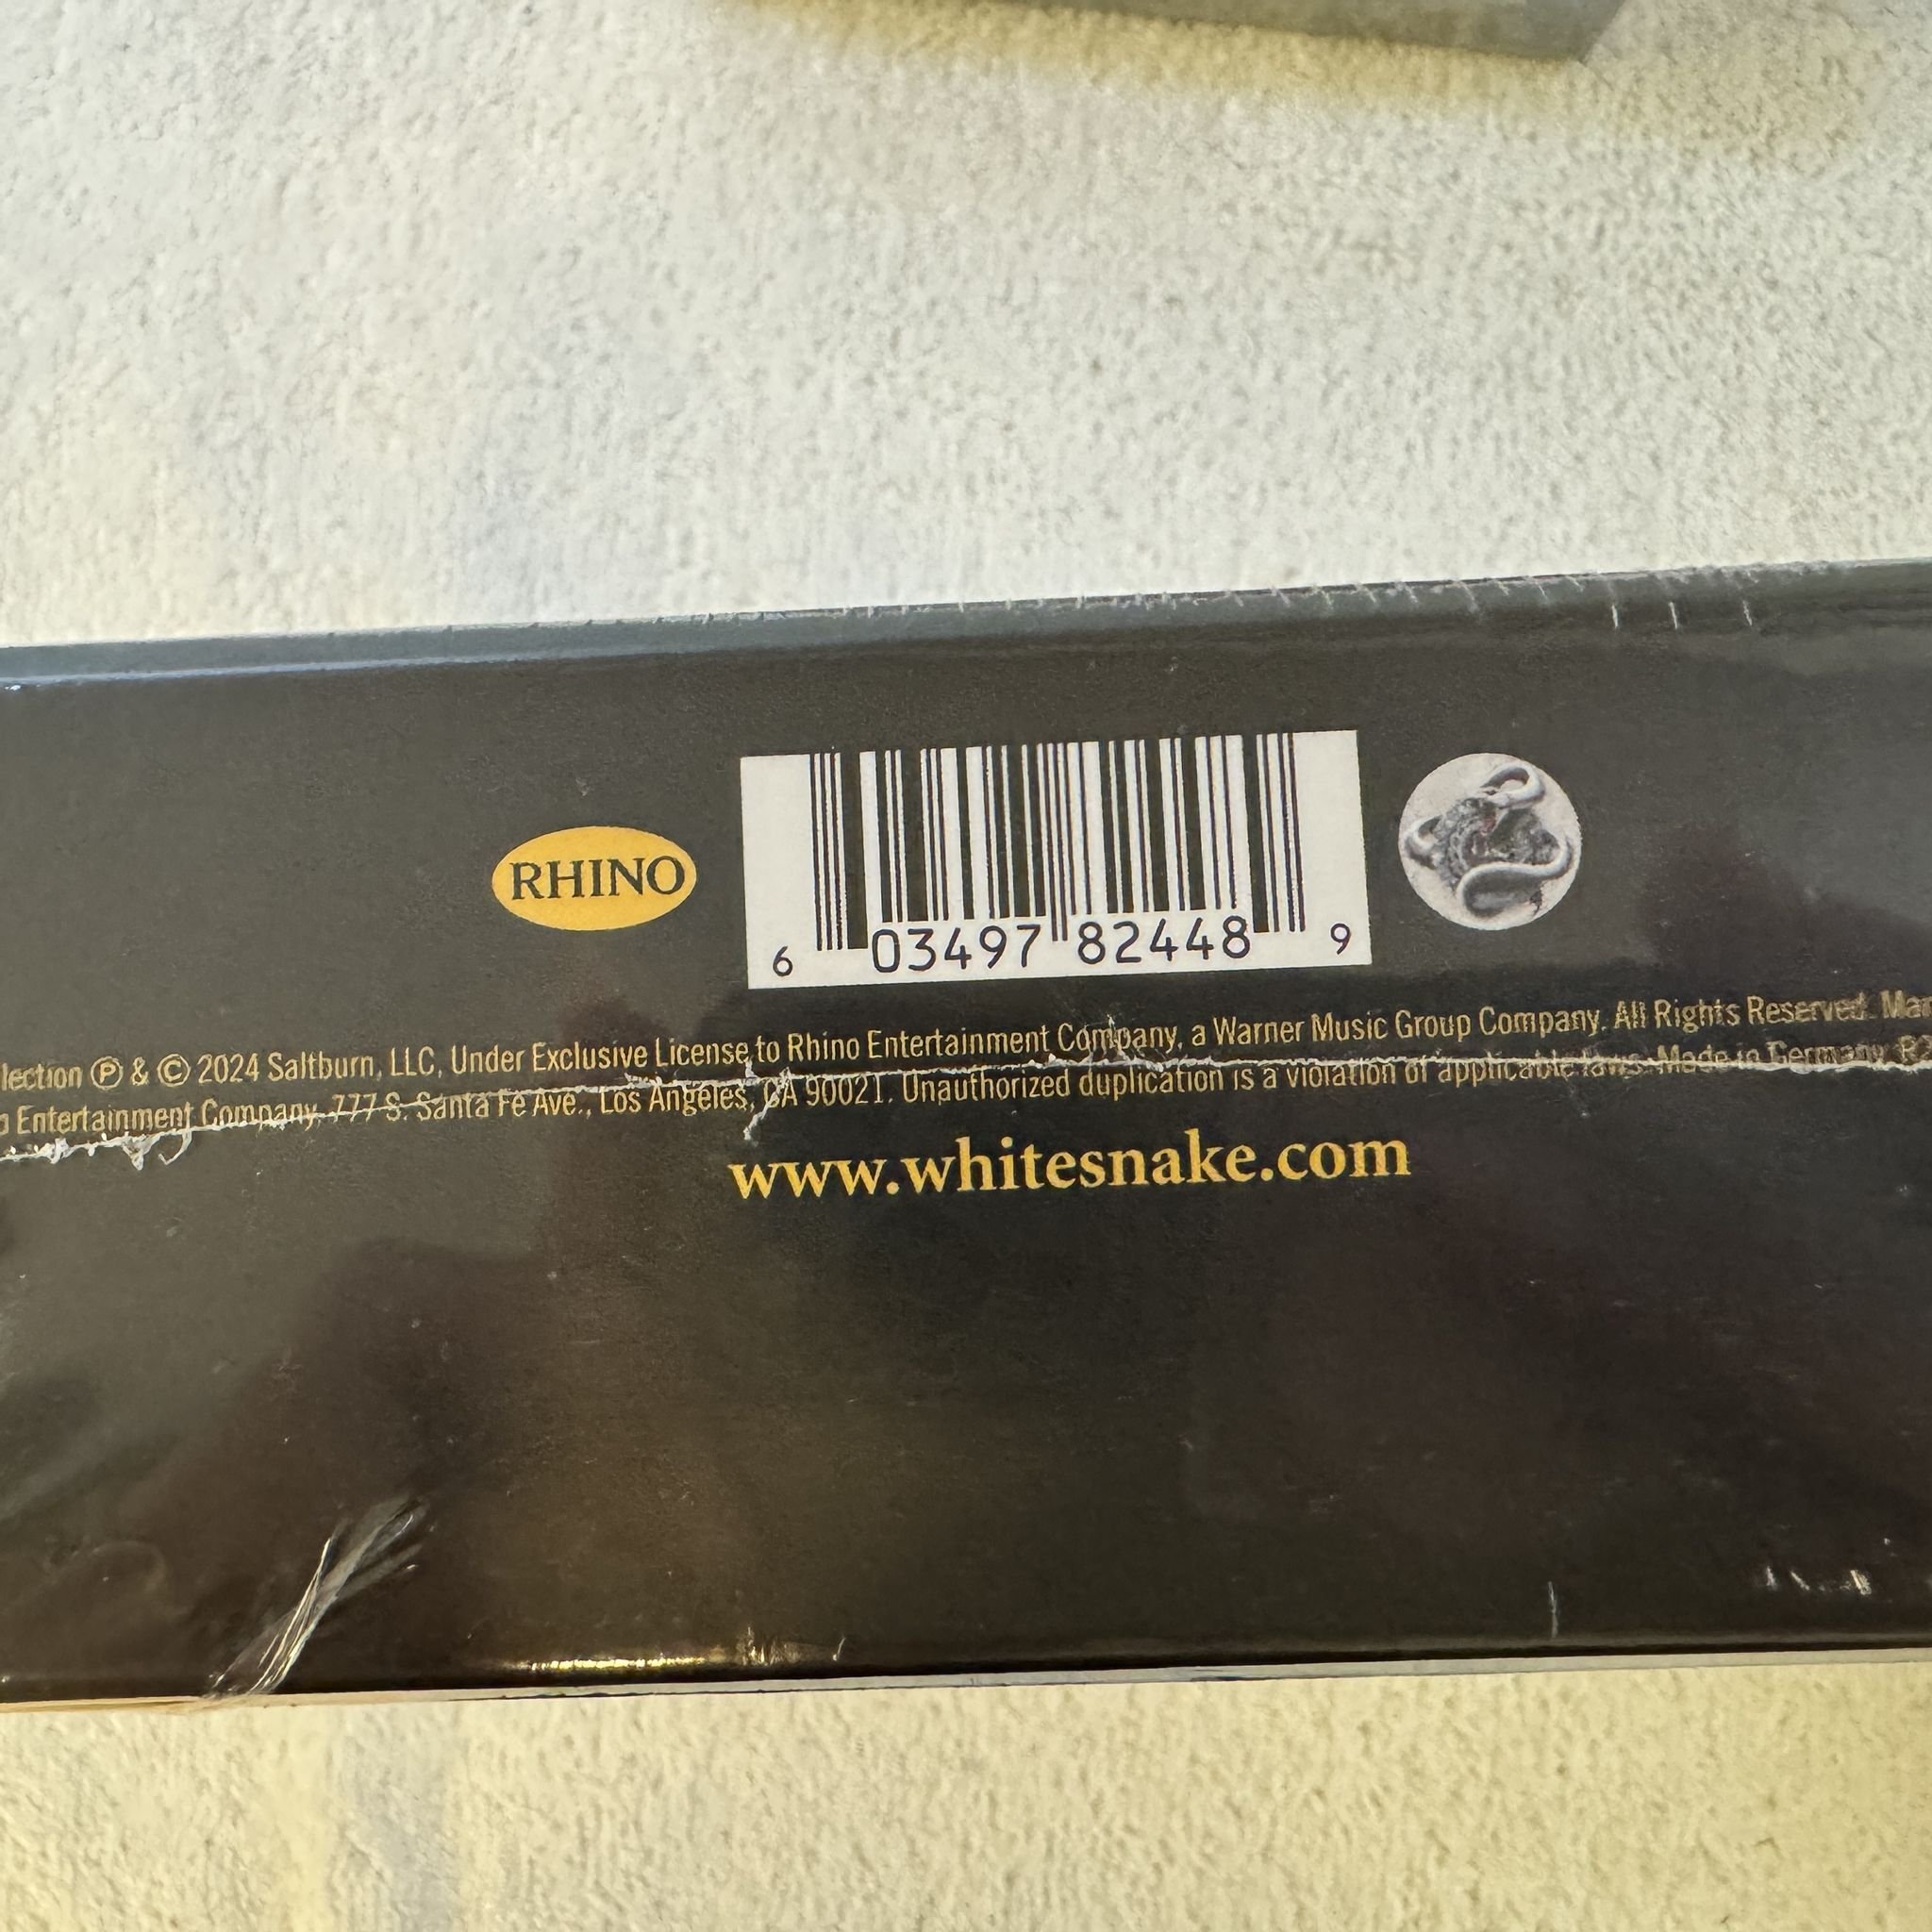 RHINO
6 03497 82448 9
lection ℗ & © 2024 Saltburn, LLC, Under Exclusive License to Rhino Entertainment Company, a Warner Music Group Company. All Rights Reserved.
Entertainment Company, 777 S. Santa Fe Ave., Los Angeles, CA 90021. Unauthorized duplication is a violation of applicable laws. Made in Germany.
www.whitesnake.com